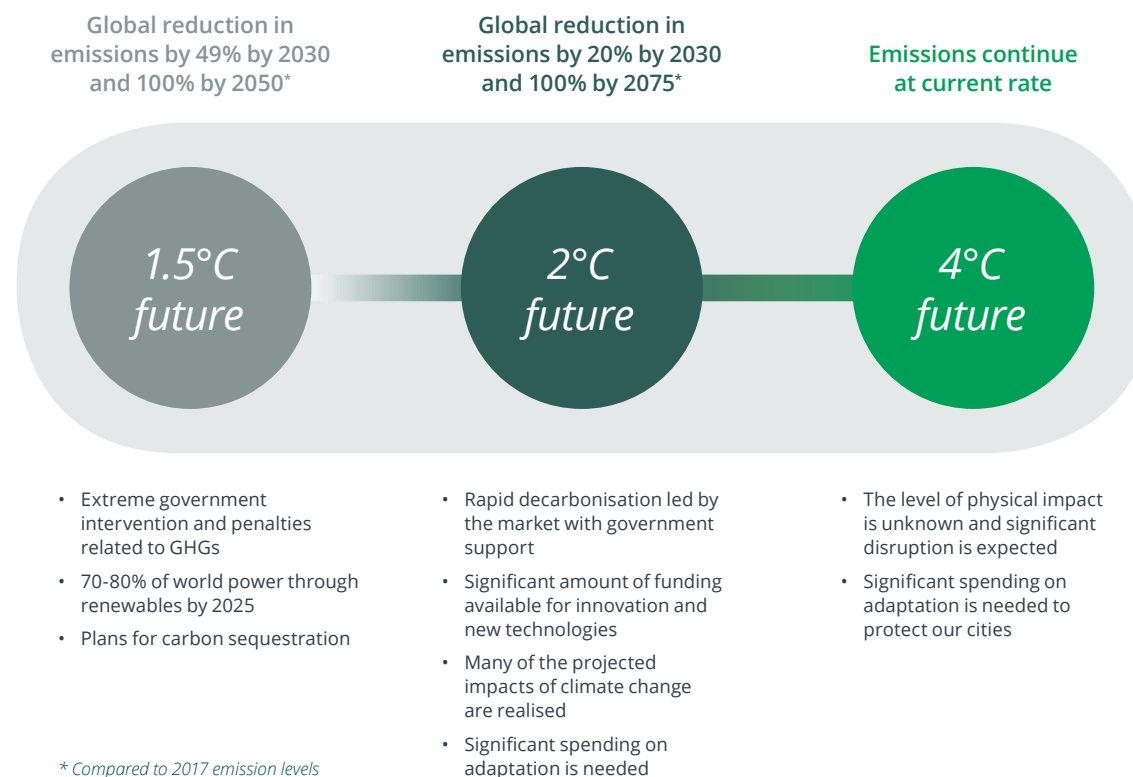 Global reduction in
emissions by 49% by 2030
and 100% by 2050*
Global reduction in
emissions by 20% by 2030
and 100% by 2075*
Emissions continue
at current rate
1.5°C
future
2°C
future
4°C
future
• Extreme government
intervention and penalties
related to GHGs
• 70-80% of world power through
renewables by 2025
• Plans for carbon sequestration
• Rapid decarbonisation led by
the market with government
support
• Significant amount of funding
available for innovation and
new technologies
• Many of the projected
impacts of climate change
are realised
• Significant spending on
adaptation is needed
• The level of physical impact
is unknown and significant
disruption is expected
• Significant spending on
adaptation is needed to
protect our cities
* Compared to 2017 emission levels